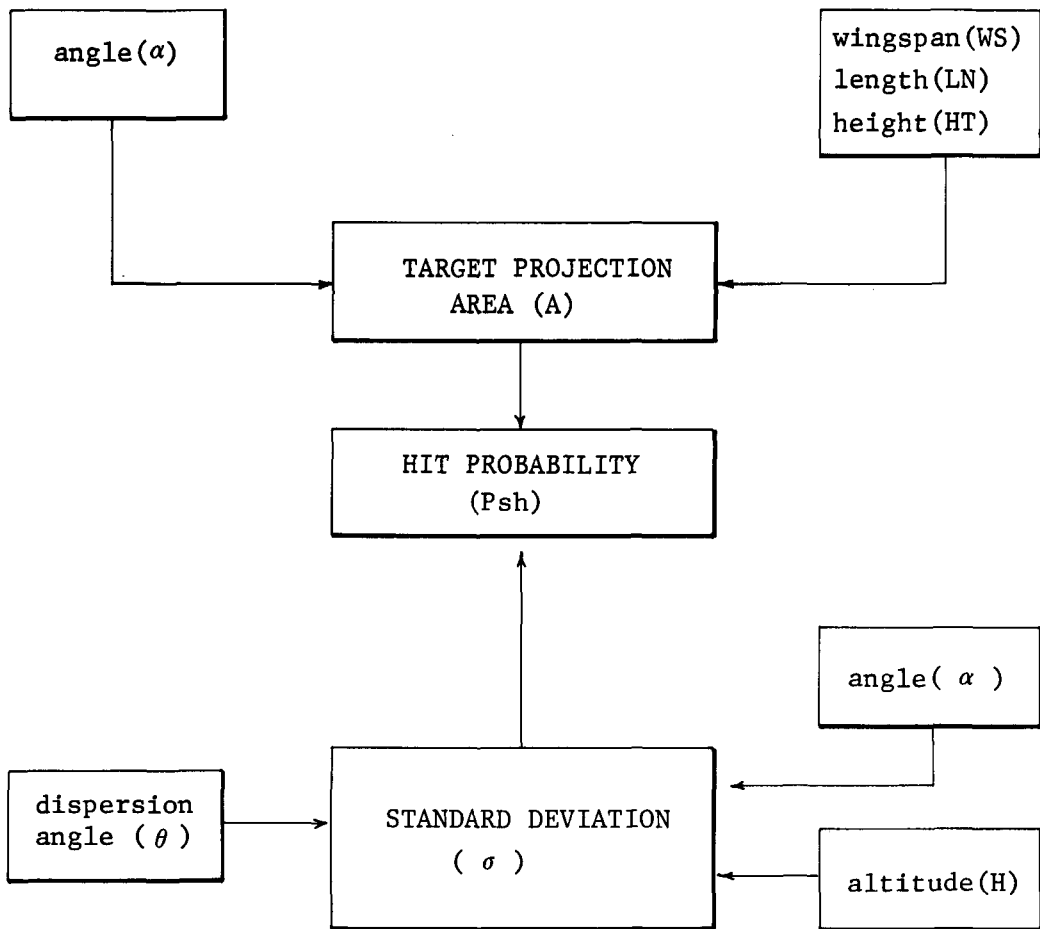 angle(α)
wingspan(WS)
length(LN)
height(HT)
TARGET PROJECTION
AREA (A)
HIT PROBABILITY
(Psh)
angle( α )
dispersion
angle ( θ )
STANDARD DEVIATION
( σ )
altitude(H)